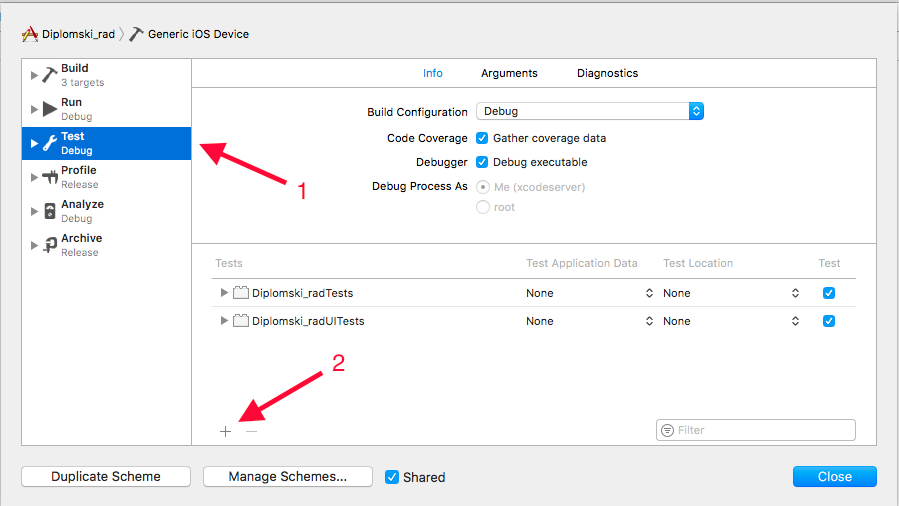 Diplomski_rad Generic iOS Device
Build
3 targets
Run
Debug
Test
Debug
Profile
Release
Analyze
Debug
Archive
Release
1
Info Arguments Diagnostics
Build Configuration Debug
Code Coverage Gather coverage data
Debugger Debug executable
Debug Process As Me (xcodeserver)
root
Tests Test Application Data Test Location Test
Diplomski_radTests None None
Diplomski_radUITests None None
2
Filter
Duplicate Scheme Manage Schemes... Shared Close